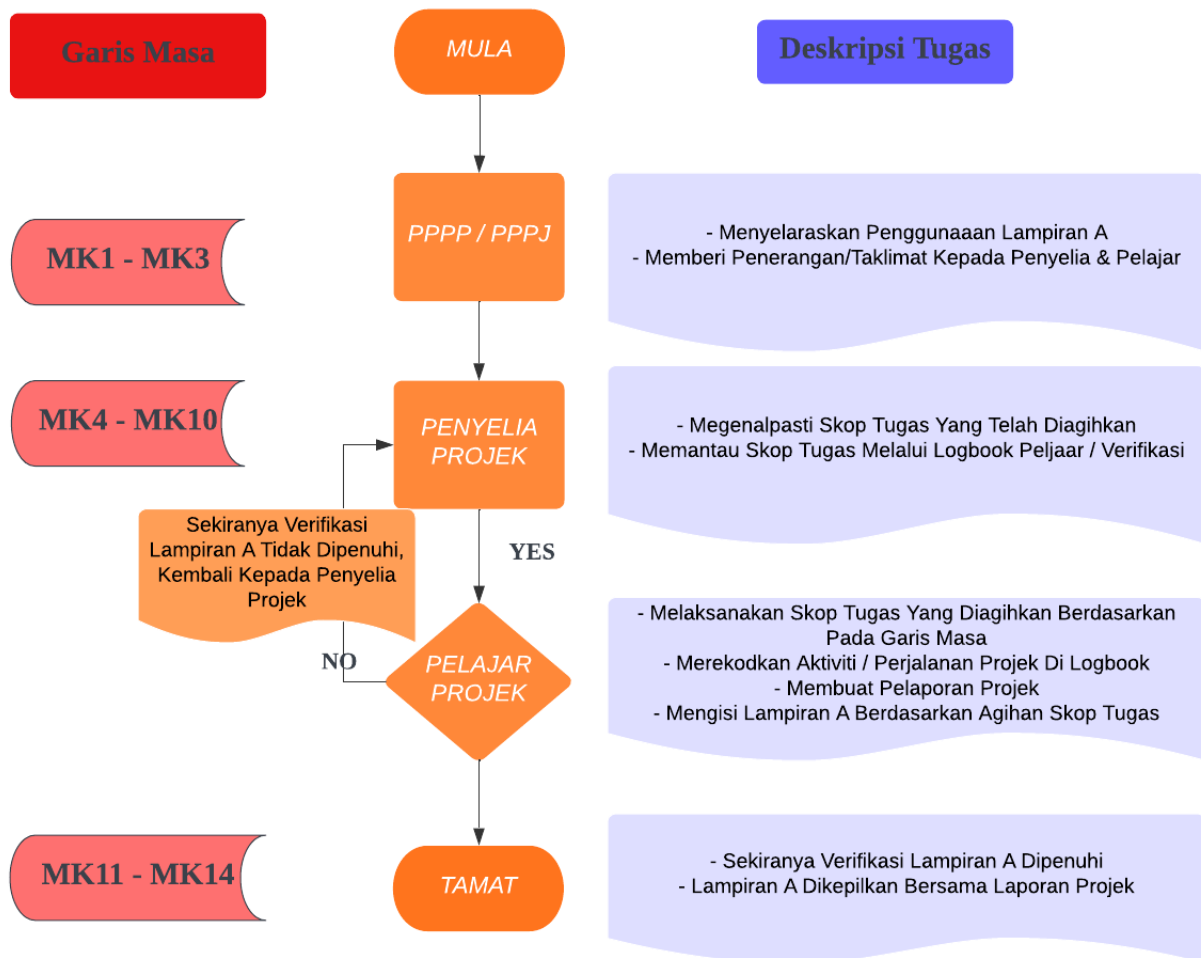 Garis Masa
MULA
Deskripsi Tugas
MK1 - MK3
PPPP / PPPJ
- Menyelaraskan Penggunaaan Lampiran A
- Memberi Penerangan/Taklimat Kepada Penyelia & Pelajar
MK4 - MK10
PENYELIA
PROJEK
- Megenalpasti Skop Tugas Yang Telah Diagihkan
- Memantau Skop Tugas Melalui Logbook Peljaar / Verifikasi
Sekiranya Verifikasi
Lampiran A Tidak Dipenuhi,
Kembali Kepada Penyelia
Projek
YES
NO
PELAJAR
PROJEK
- Melaksanakan Skop Tugas Yang Diagihkan Berdasarkan
Pada Garis Masa
- Merekodkan Aktiviti / Perjalanan Projek Di Logbook
- Membuat Pelaporan Projek
- Mengisi Lampiran A Berdasarkan Agihan Skop Tugas
MK11 - MK14
TAMAT
- Sekiranya Verifikasi Lampiran A Dipenuhi
- Lampiran A Dikepilkan Bersama Laporan Projek